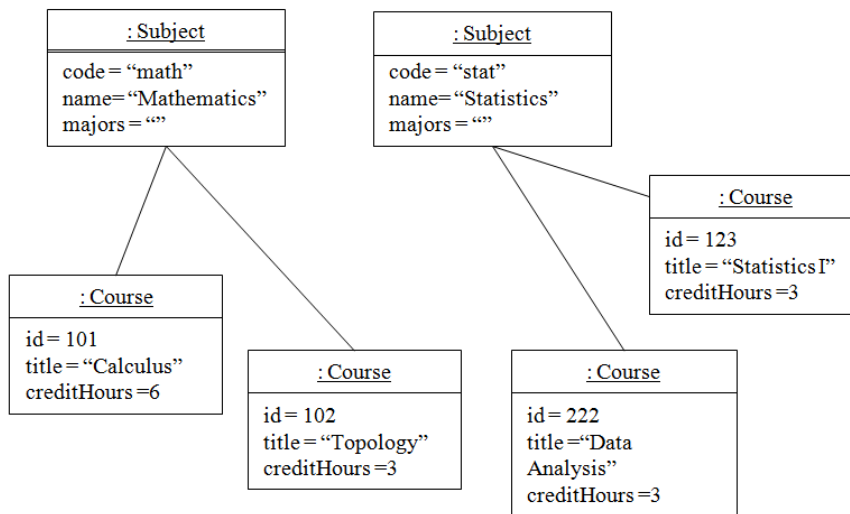 : Subject
code = “math”
name= “Mathematics”
majors = “”
: Subject
code = “stat”
name= “Statistics”
majors = “”
: Course
id = 123
title = “Statistics I”
creditHours =3
: Course
id = 101
title = “Calculus”
creditHours =6
: Course
id = 102
title = “Topology”
creditHours =3
: Course
id = 222
title =“Data
Analysis”
creditHours =3